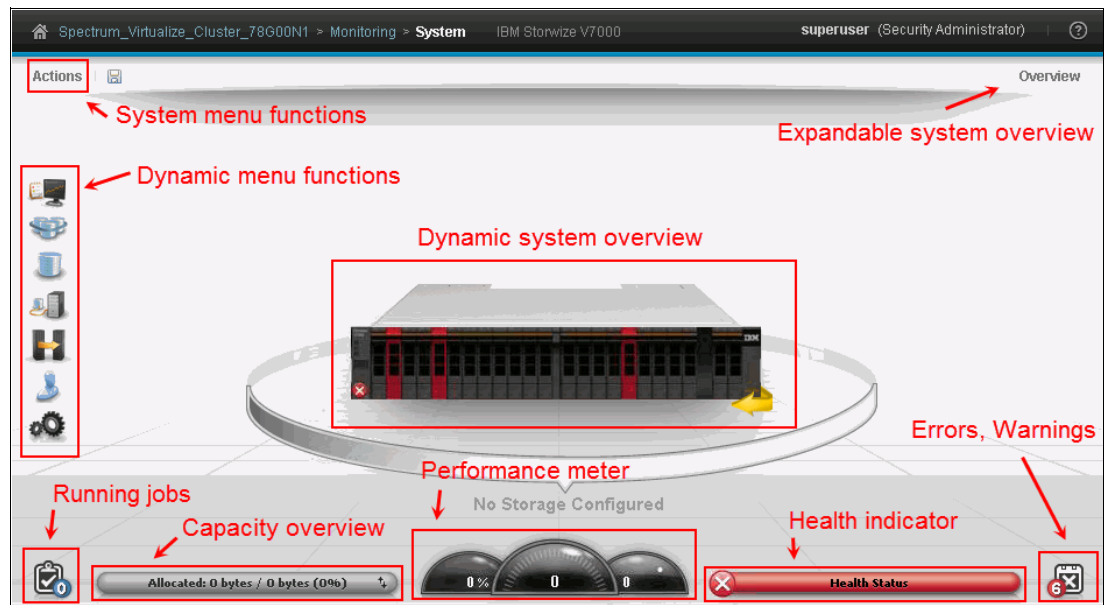 Spectrum_Virtualize_Cluster_78G00N1 > Monitoring > System IBM Storwize V7000 superuser (Security Administrator) ?
Actions Overview
System menu functions
Expandable system overview
Dynamic menu functions
Dynamic system overview
IBM
Errors, Warnings
Performance meter
Running jobs
No Storage Configured
Capacity overview
Health indicator
0
Allocated: 0 bytes / 0 bytes (0%)
0 %
0
0
Health Status
6